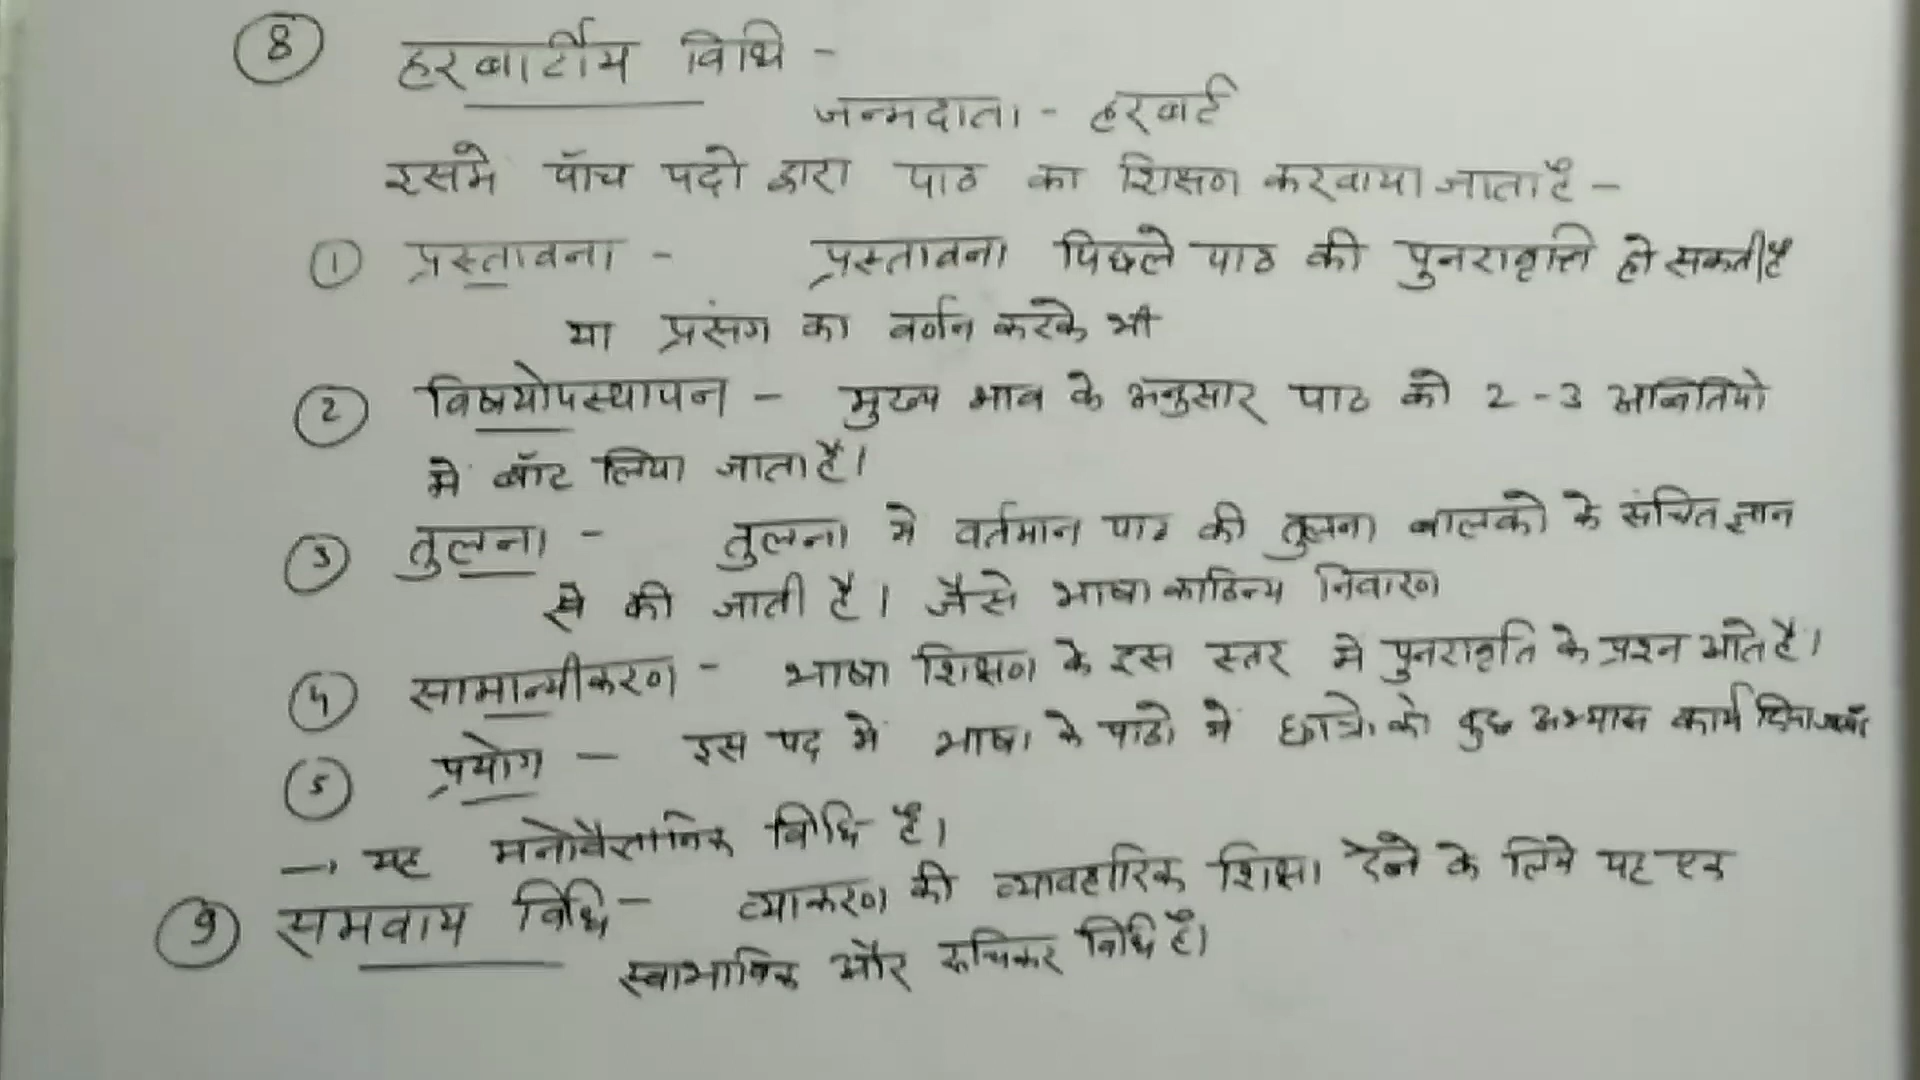 8 हरबार्टीय विधि -
जन्मदाता - हरबार्ट
इसमे पाँच पदो द्वारा पाठ का शिक्षण करवाया जाता है -
1 प्रस्तावना - प्रस्तावना पिछले पाठ की पुनरावृत्ति हो सकती है
या प्रसंग का वर्णन करके भी
2 विषयोपस्थापन - मुख्य भाव के अनुसार पाठ को 2 - 3 अन्वितियो
मे बाँट लिया जाता है।
3 तुलना - तुलना मे वर्तमान पाठ की तुलना बालको के संचित ज्ञान
से की जाती है। जैसे भाषा काठिन्य निवारण
4 सामान्यीकरण - भाषा शिक्षण के इस स्तर मे पुनरावृति के प्रश्न आते है।
5 प्रयोग - इस पद मे भाषा के पाठो मे छात्रो को कुछ अभ्यास कार्य दिया
→ यह मनोवैज्ञानिक विधि है।
9 समवाय विधि - व्याकरण की व्यावहारिक शिक्षा देने के लिये यह एक
स्वाभाविक और रूचिकर विधि है।